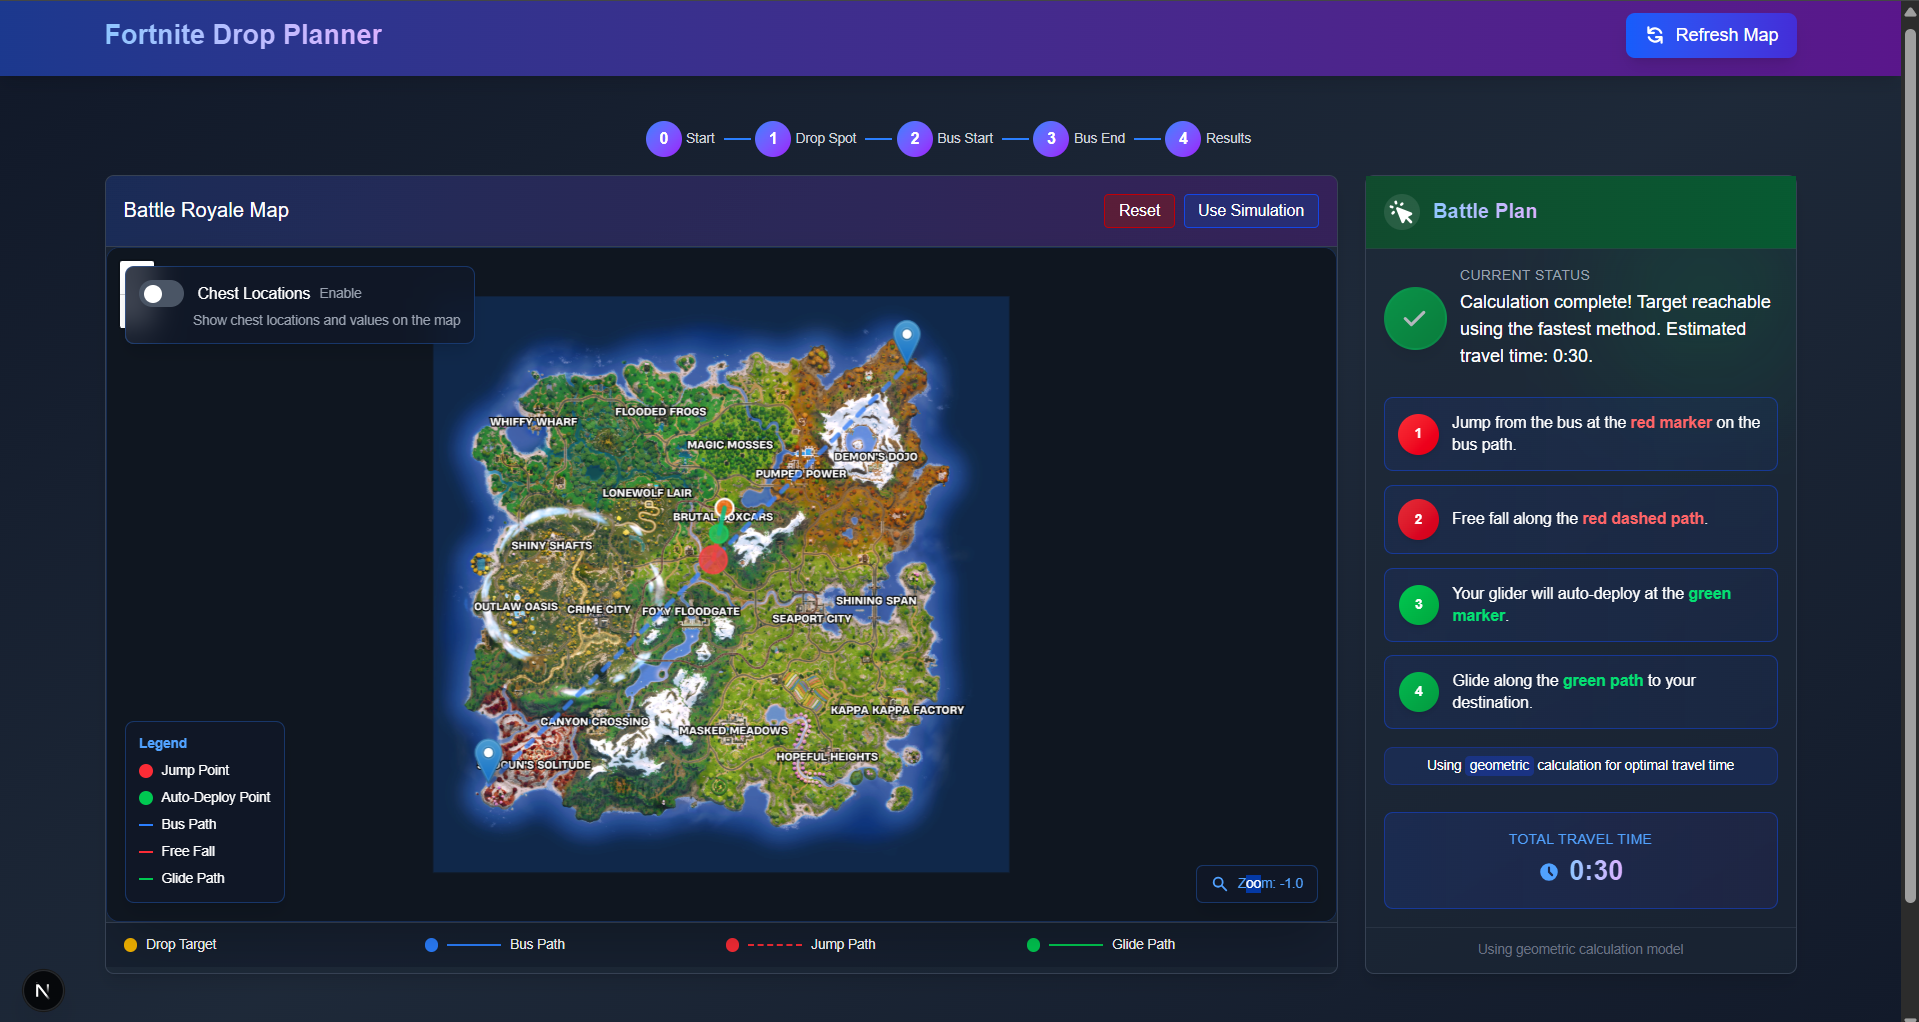 Fortnite Drop Planner
Refresh Map
0 Start
1 Drop Spot
2 Bus Start
3 Bus End
4 Results
Battle Royale Map
Reset
Use Simulation
Chest Locations Enable
Show chest locations and values on the map
WHIFFY WHARF
FLOODED FROGS
MAGIC MOSSES
DEMON'S DOJO
PUMPED POWER
LONEWOLF LAIR
BRUTAL
SHINY SHAFTS
OUTLAW OASIS
CRIME CITY
FOXY FLOODGATE
SHINING SPAN
SEAPORT CITY
KAPPA KAPPA FACTORY
CANYON CROSSING
MASKED MEADOWS
HOPEFUL HEIGHTS
SOLITUDE
Legend
Jump Point
Auto-Deploy Point
Bus Path
Free Fall
Glide Path
Zoom: -1.0
Drop Target
Bus Path
Jump Path
Glide Path
N
Battle Plan
CURRENT STATUS
Calculation complete! Target reachable
using the fastest method. Estimated
travel time: 0:30.
1
Jump from the bus at the red marker on the
bus path.
2
Free fall along the red dashed path.
3
Your glider will auto-deploy at the green
marker.
4
Glide along the green path to your
destination.
Using geometric calculation for optimal travel time
TOTAL TRAVEL TIME
0:30
Using geometric calculation model